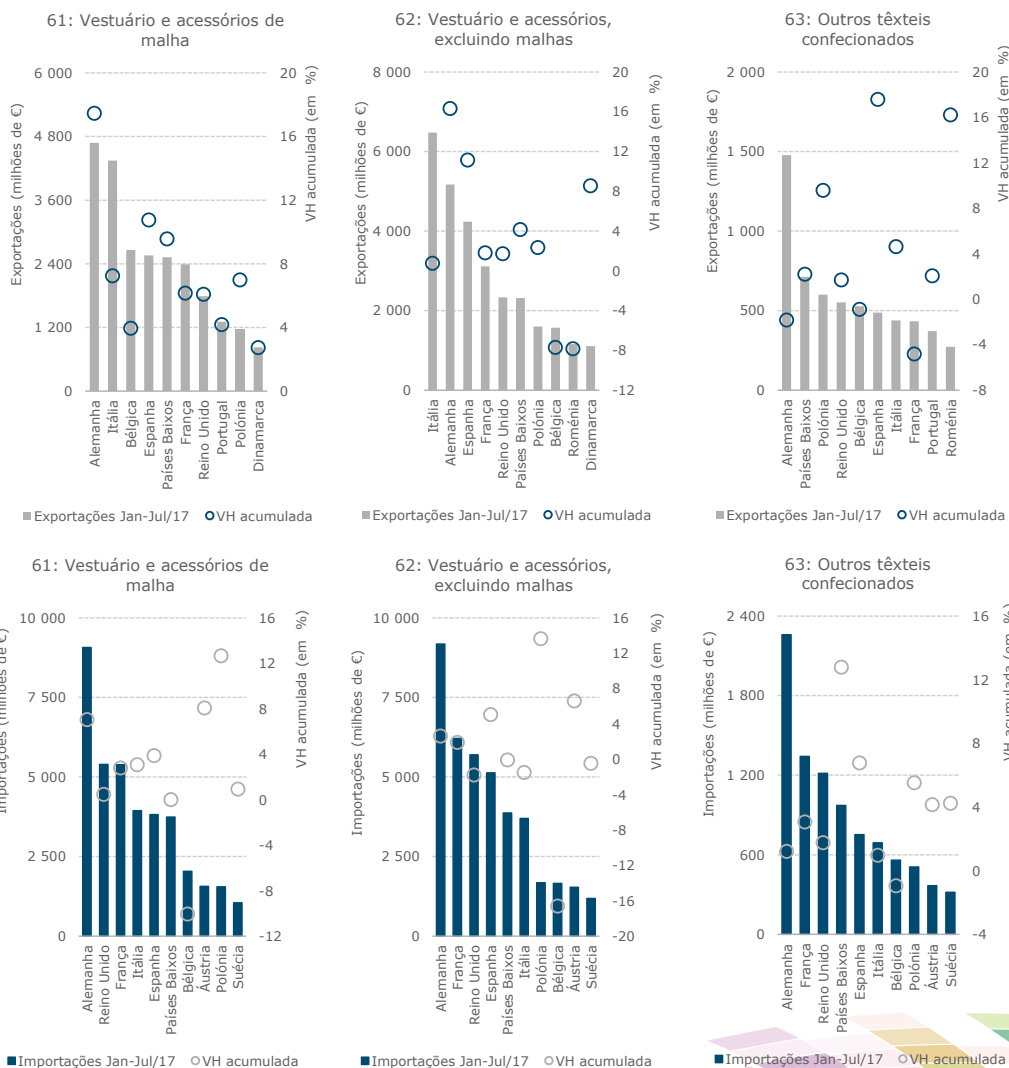 61: Vestuário e acessórios de
malha
Exportações (milhões de €)
6 000
4 800
3 600
2 400
1 200
0
20
16
12
8
4
0
VH acumulada (em %)
Alemanha
Itália
Bélgica
Espanha
Países Baixos
França
Reino Unido
Portugal
Polónia
Dinamarca
Exportações Jan-Jul/17 VH acumulada
62: Vestuário e acessórios,
excluindo malhas
Exportações (milhões de €)
8 000
6 000
4 000
2 000
0
20
16
12
8
4
0
-4
-8
-12
VH acumulada (em %)
Itália
Alemanha
Espanha
França
Reino Unido
Países Baixos
Polónia
Bélgica
Roménia
Dinamarca
Exportações Jan-Jul/17 VH acumulada
63: Outros têxteis
confecionados
Exportações (milhões de €)
2 000
1 500
1 000
500
0
20
16
12
8
4
0
-4
-8
VH acumulada (em %)
Alemanha
Países Baixos
Polónia
Reino Unido
Bélgica
Espanha
Itália
França
Portugal
Roménia
Exportações Jan-Jul/17 VH acumulada
61: Vestuário e acessórios de
malha
Importações (milhões de €)
10 000
7 500
5 000
2 500
0
16
12
8
4
0
-4
-8
-12
VH acumulada (em %)
Alemanha
Reino Unido
França
Itália
Espanha
Países Baixos
Bélgica
Áustria
Polónia
Suécia
Importações Jan-Jul/17 VH acumulada
62: Vestuário e acessórios,
excluindo malhas
Importações (milhões de €)
10 000
7 500
5 000
2 500
0
16
12
8
4
0
-4
-8
-12
-16
-20
VH acumulada (em %)
Alemanha
França
Reino Unido
Espanha
Países Baixos
Itália
Polónia
Bélgica
Áustria
Suécia
Importações Jan-Jul/17 VH acumulada
63: Outros têxteis
confecionados
Importações (milhões de €)
2 400
1 800
1 200
600
0
16
12
8
4
0
-4
VH acumulada (em %)
Alemanha
França
Reino Unido
Países Baixos
Espanha
Itália
Bélgica
Polónia
Áustria
Suécia
Importações Jan-Jul/17 VH acumulada